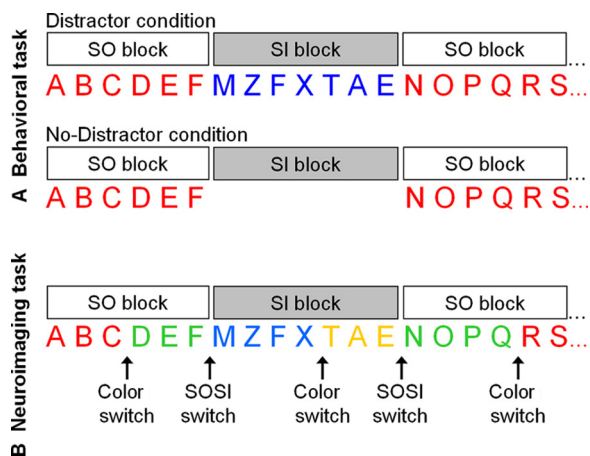 Distractor condition
SO block SI block SO block ...
A B C D E F M Z F X T A E N O P Q R S...
No-Distractor condition
SO block SI block SO block ...
A B C D E F N O P Q R S...
A Behavioral task
SO block SI block SO block ...
A B C D E F M Z F X T A E N O P Q R S...
Color SOSI Color SOSI Color
switch switch switch switch switch
B Neuroimaging task